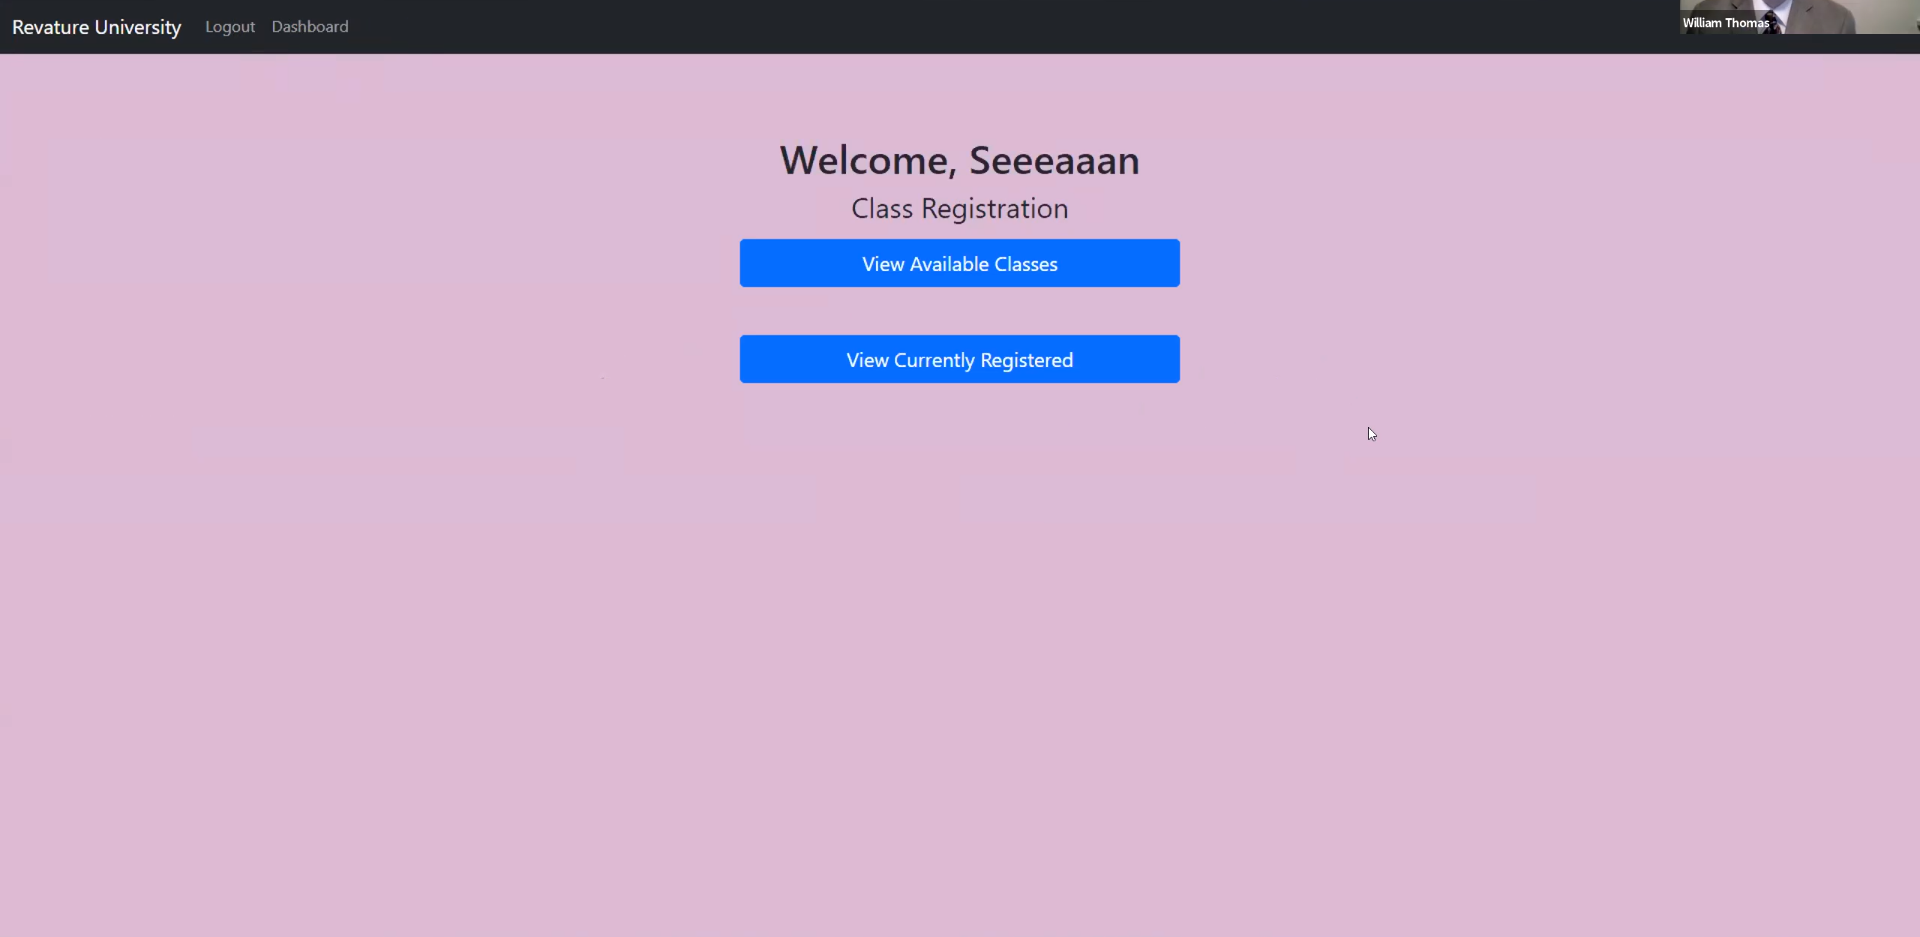 Revature University Logout Dashboard
William Thomas
Welcome, Seeeaaan
Class Registration
View Available Classes
View Currently Registered